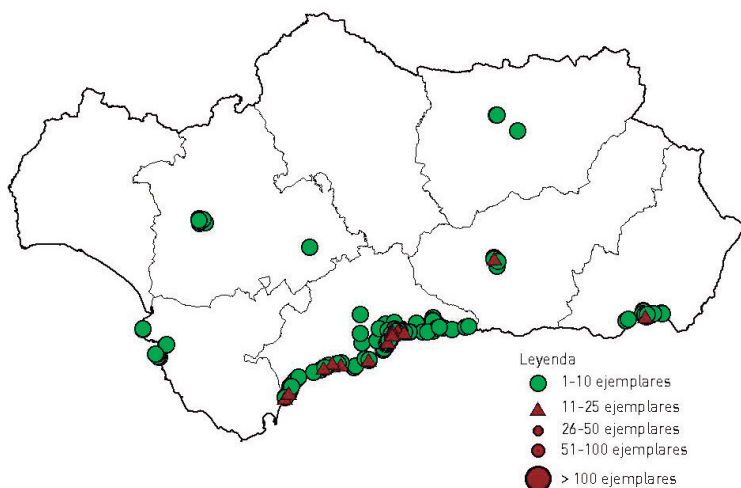 Leyenda
1-10 ejemplares
11-25 ejemplares
26-50 ejemplares
51-100 ejemplares
> 100 ejemplares